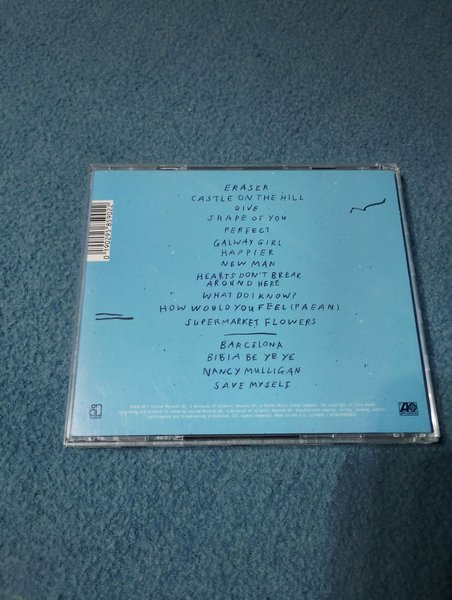 ERASER
CASTLE ON THE HILL
DIVE
SHAPE OF YOU
PERFECT
GALWAY GIRL
HAPPIER
NEW MAN
HEARTS DON'T BREAK
AROUND HERE
WHAT DO I KNOW?
HOW WOULD YOU FEEL (PAEAN)
SUPERMARKET FLOWERS
BARCELONA
BIBIA BE YE YE
NANCY MULLIGAN
SAVE MYSELF